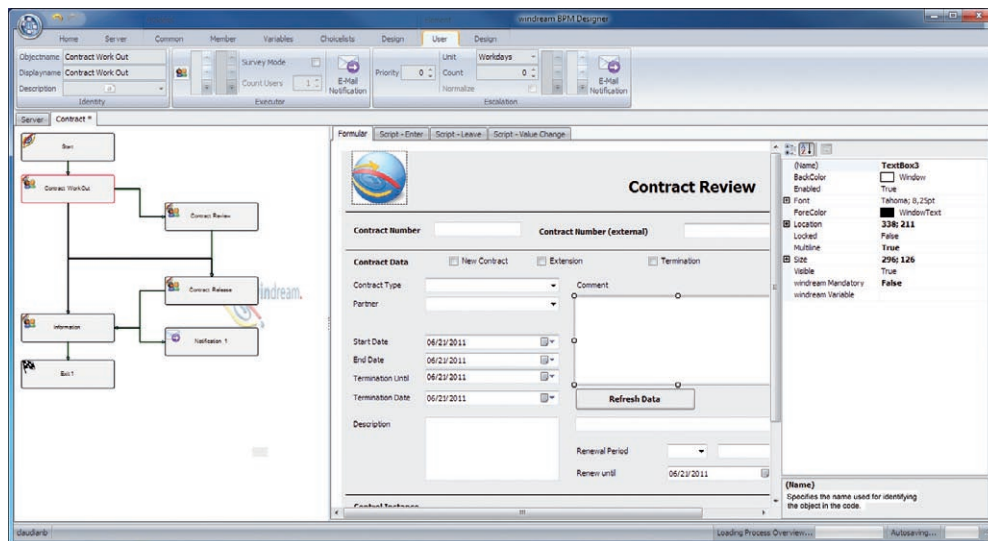 windream BPM Designer
Home Server Common Member Variables Choicelists Design User Design
Objectname Contract Work Out
Displayname Contract Work Out
Description
Identity
Survey Mode
Count Users 1
E-Mail Notification
Executor
Priority 0
Unit Workdays
Count 0
Normalize
E-Mail Notification
Escalation
Server Contract *
Start
Contract Work Out
Contract Review
Contract Release
windream.
Information
Notification 1
Exit 1
Formular Script - Enter Script - Leave Script - Value Change
Contract Review
Contract Number Contract Number (external)
Contract Data New Contract Extension Termination
Contract Type Comment
Partner
Start Date 06/21/2011
End Date 06/21/2011
Termination Until 06/21/2011
Termination Date 06/21/2011 Refresh Data
Description
Renewal Period
Renew until 06/21/2011
Control Instance
(Name) TextBox3
BackColor Window
Enabled True
Font Tahoma; 8,25pt
ForeColor WindowText
Location 338; 211
Locked False
Multiline True
Size 296; 126
Visible True
windream Mandatory False
windream Variable
(Name)
Specifies the name used for identifying
the object in the code.
claudianb Loading Process Overview... Autosaving...